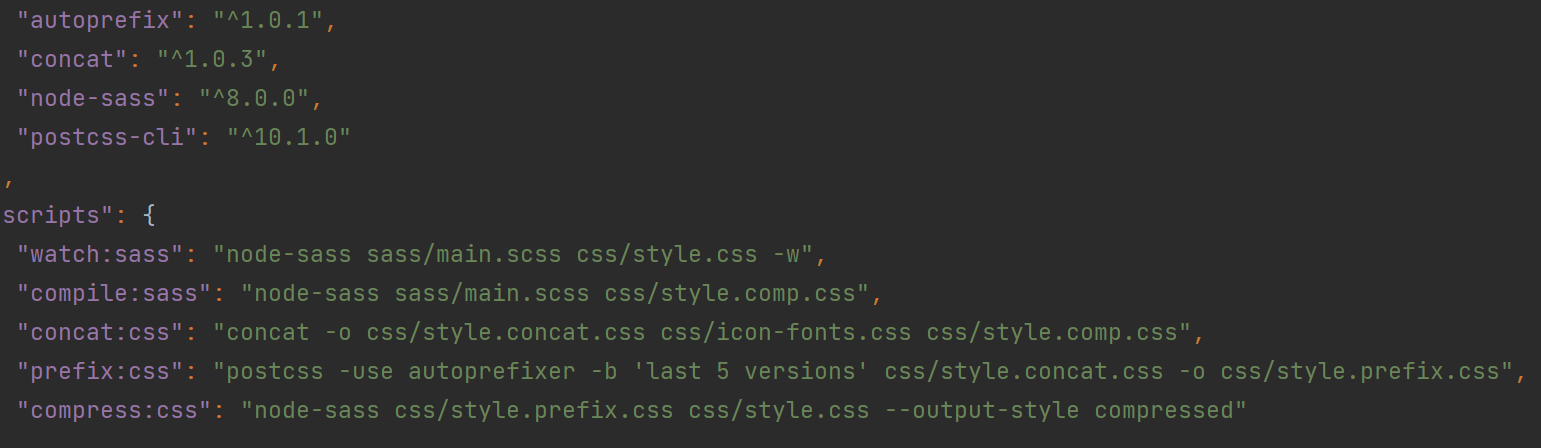 "autoprefix": "^1.0.1",
"concat": "^1.0.3",
"node-sass": "^8.0.0",
"postcss-cli": "^10.1.0"
,
scripts": {
"watch:sass": "node-sass sass/main.scss css/style.css -w",
"compile:sass": "node-sass sass/main.scss css/style.comp.css",
"concat:css": "concat -o css/style.concat.css css/icon-fonts.css css/style.comp.css",
"prefix:css": "postcss -use autoprefixer -b 'last 5 versions' css/style.concat.css -o css/style.prefix.css",
"compress:css": "node-sass css/style.prefix.css css/style.css --output-style compressed"